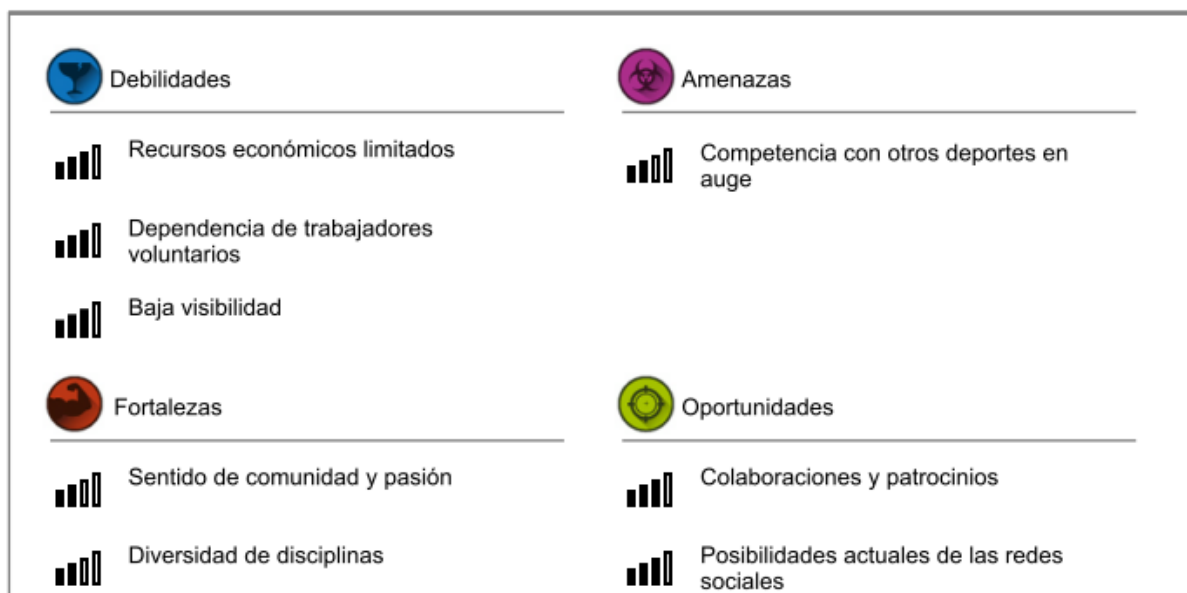 Debilidades
Recursos económicos limitados
Dependencia de trabajadores
voluntarios
Baja visibilidad
Amenazas
Competencia con otros deportes en
auge
Fortalezas
Sentido de comunidad y pasión
Diversidad de disciplinas
Oportunidades
Colaboraciones y patrocinios
Posibilidades actuales de las redes
sociales